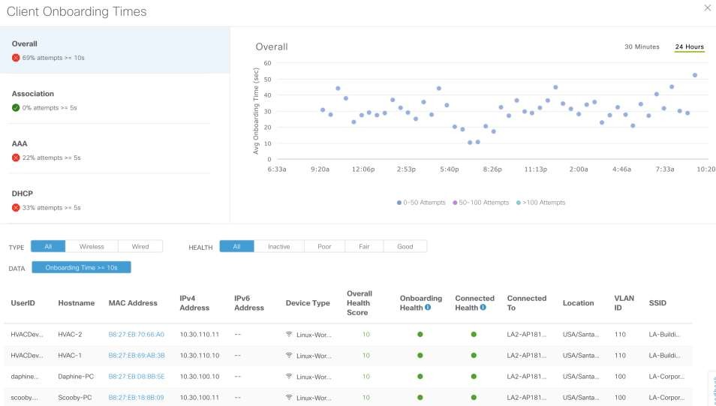 Client Onboarding Times
×
Overall
69% attempts >= 10s
Association
0% attempts >= 5s
AAA
22% attempts >= 5s
DHCP
33% attempts >= 5s
Overall
30 Minutes 24 Hours
Avg Onboarding Time (sec)
60
50
40
30
20
10
0
6:33a 9:20a 12:06p 2:53p 5:40p 8:26p 11:13p 2:00a 4:46a 7:33a 10:20
0-50 Attempts 50-100 Attempts +100 Attempts
TYPE All Wireless Wired HEALTH All Inactive Poor Fair Good
DATA Onboarding Time >= 10s
UserID Hostname MAC Address IPv4 Address IPv6 Address Device Type Overall Health Score Onboarding Health Connected Health Connected To Location VLAN ID SSID
HVACDev... HVAC-2 B8:27:EB:70:66:A0 10.30.110.11 -- Linux-Wor... 10 LA2-AP181... USA/Santa... 110 LA-Buildi...
HVACDev... HVAC-1 B8:27:EB:69:AB:3B 10.30.110.10 -- Linux-Wor... 10 LA2-AP181... USA/Santa... 110 LA-Buildi...
daphine... Daphine-PC B8:27:EB:D8:8B:5E 10.30.100.10 -- Linux-Wor... 10 LA2-AP181... USA/Santa... 100 LA-Corpor...
scooby... Scooby-PC B8:27:EB:18:8B:09 10.30.100.11 -- Linux-Wor... 10 LA2-AP181... USA/Santa... 100 LA-Corpor...